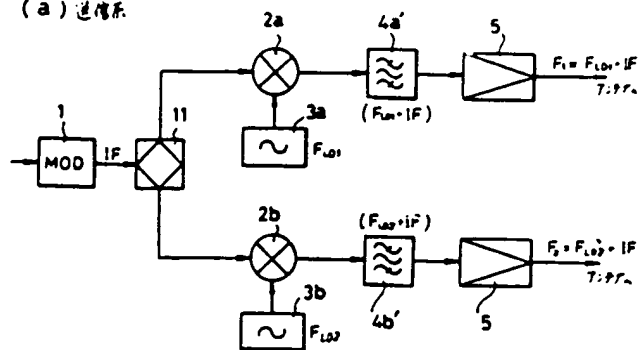 (a) 送信系
2a
4a'
5
F₁ = F_LO1 + IF
アンテナへ
(F_LO1 + IF)
3a
F_LO1
1
MOD
IF
11
2b
(F_LO2 + IF)
F₂ = F_LO2 + IF
アンテナへ
4b'
5
3b
F_LO2